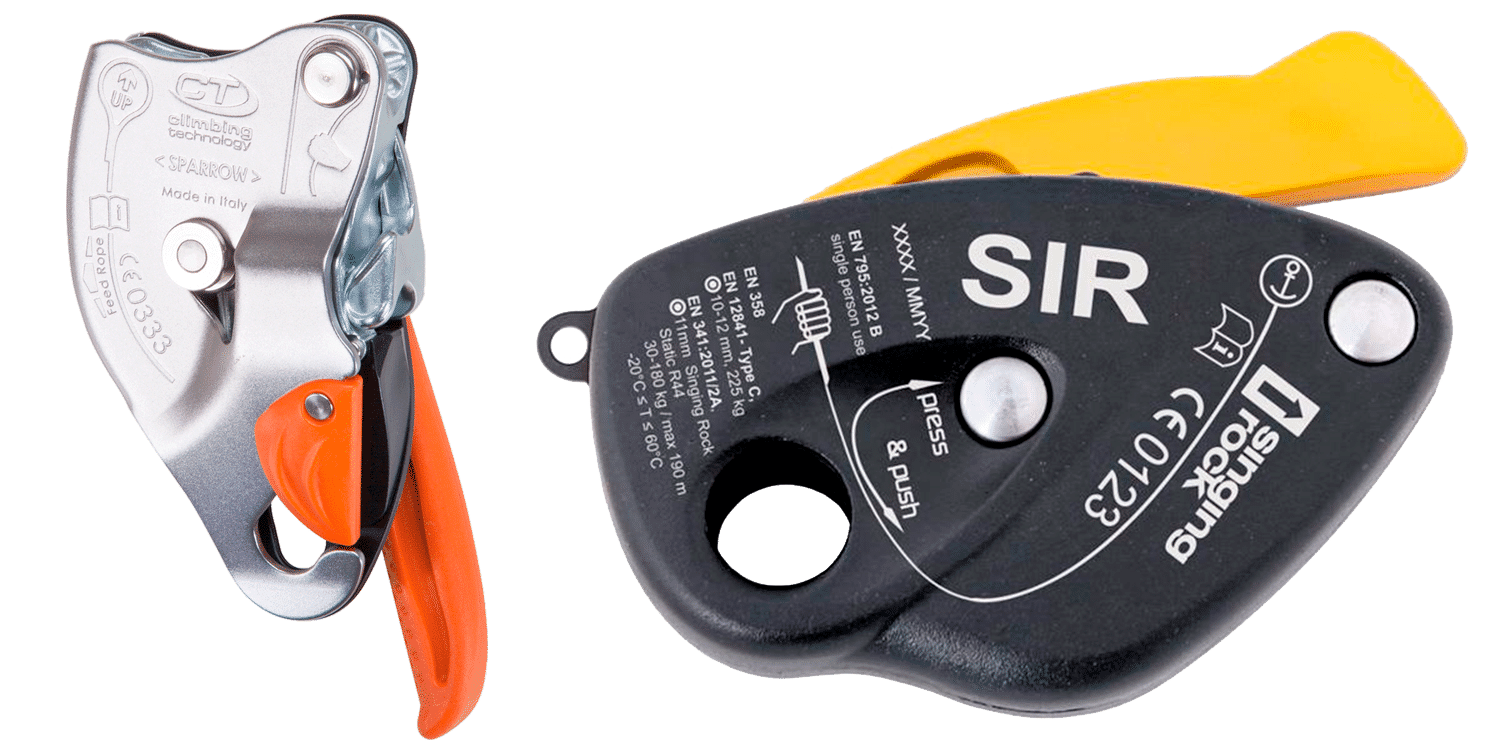 UP
CT
climbing
technology
< SPARROW >
Made in Italy
Feed Rope
CE 0333
SIR
XXXX / MMYY
EN 795:2012 B
single person use
EN 358
EN 12841- Type C,
10-12 mm, 225 kg
EN 341:2011/2A,
11mm Singing Rock
Static R44
30-180 kg / max 190 m
-20°C ≤ T ≤ 60°C
press
& push
i
CE 0123
singing
rock